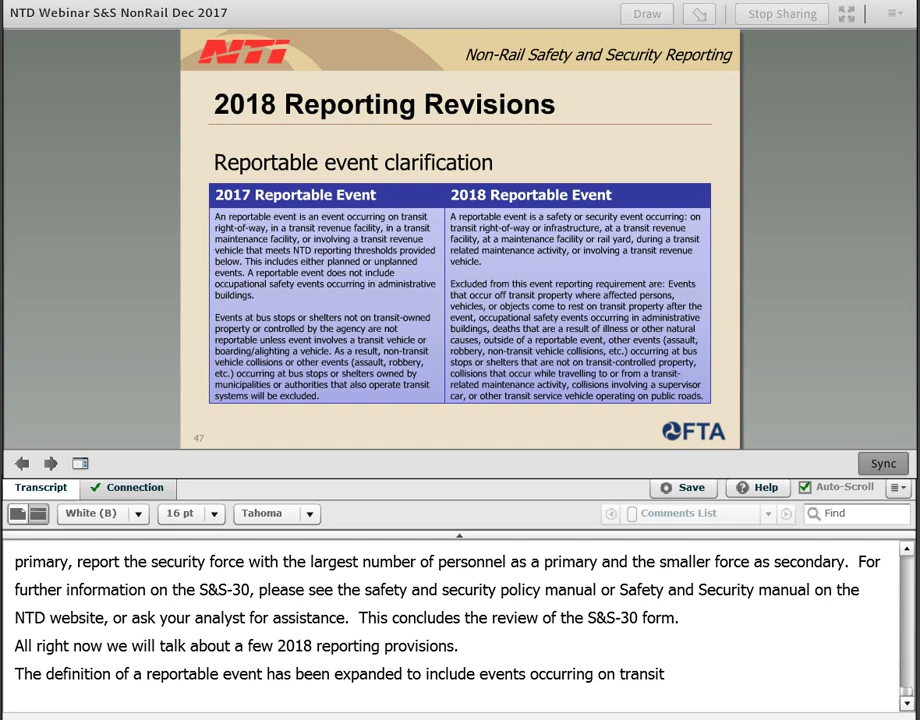 NTD Webinar S&S NonRail Dec 2017
Draw
Stop Sharing
NTI
Non-Rail Safety and Security Reporting
2018 Reporting Revisions
Reportable event clarification
2017 Reportable Event
An reportable event is an event occurring on transit
right-of-way, in a transit revenue facility, in a transit
maintenance facility, or involving a transit revenue
vehicle that meets NTD reporting thresholds provided
below. This includes either planned or unplanned
events. A reportable event does not include
occupational safety events occurring in administrative
buildings.
Events at bus stops or shelters not on transit-owned
property or controlled by the agency are not
reportable unless event involves a transit vehicle or
boarding/alighting a vehicle. As a result, non-transit
vehicle collisions or other events (assault, robbery,
etc.) occurring at bus stops or shelters owned by
municipalities or authorities that also operate transit
systems will be excluded.
2018 Reportable Event
A reportable event is a safety or security event occurring: on
transit right-of-way or infrastructure, at a transit revenue
facility, at a maintenance facility or rail yard, during a transit
related maintenance activity, or involving a transit revenue
vehicle.
Excluded from this event reporting requirement are: Events
that occur off transit property where affected persons,
vehicles, or objects come to rest on transit property after the
event, occupational safety events occurring in administrative
buildings, deaths that are a result of illness or other natural
causes, outside of a reportable event, other events (assault,
robbery, non-transit vehicle collisions, etc.) occurring at bus
stops or shelters that are not on transit-controlled property,
collisions that occur while travelling to or from a transit-
related maintenance activity, collisions involving a supervisor
car, or other transit service vehicle operating on public roads.
47
FTA
Sync
Transcript
Connection
Save
Help
Auto-Scroll
White (B)
16 pt
Tahoma
Comments List
Find
primary, report the security force with the largest number of personnel as a primary and the smaller force as secondary. For
further information on the S&S-30, please see the safety and security policy manual or Safety and Security manual on the
NTD website, or ask your analyst for assistance. This concludes the review of the S&S-30 form.
All right now we will talk about a few 2018 reporting provisions.
The definition of a reportable event has been expanded to include events occurring on transit